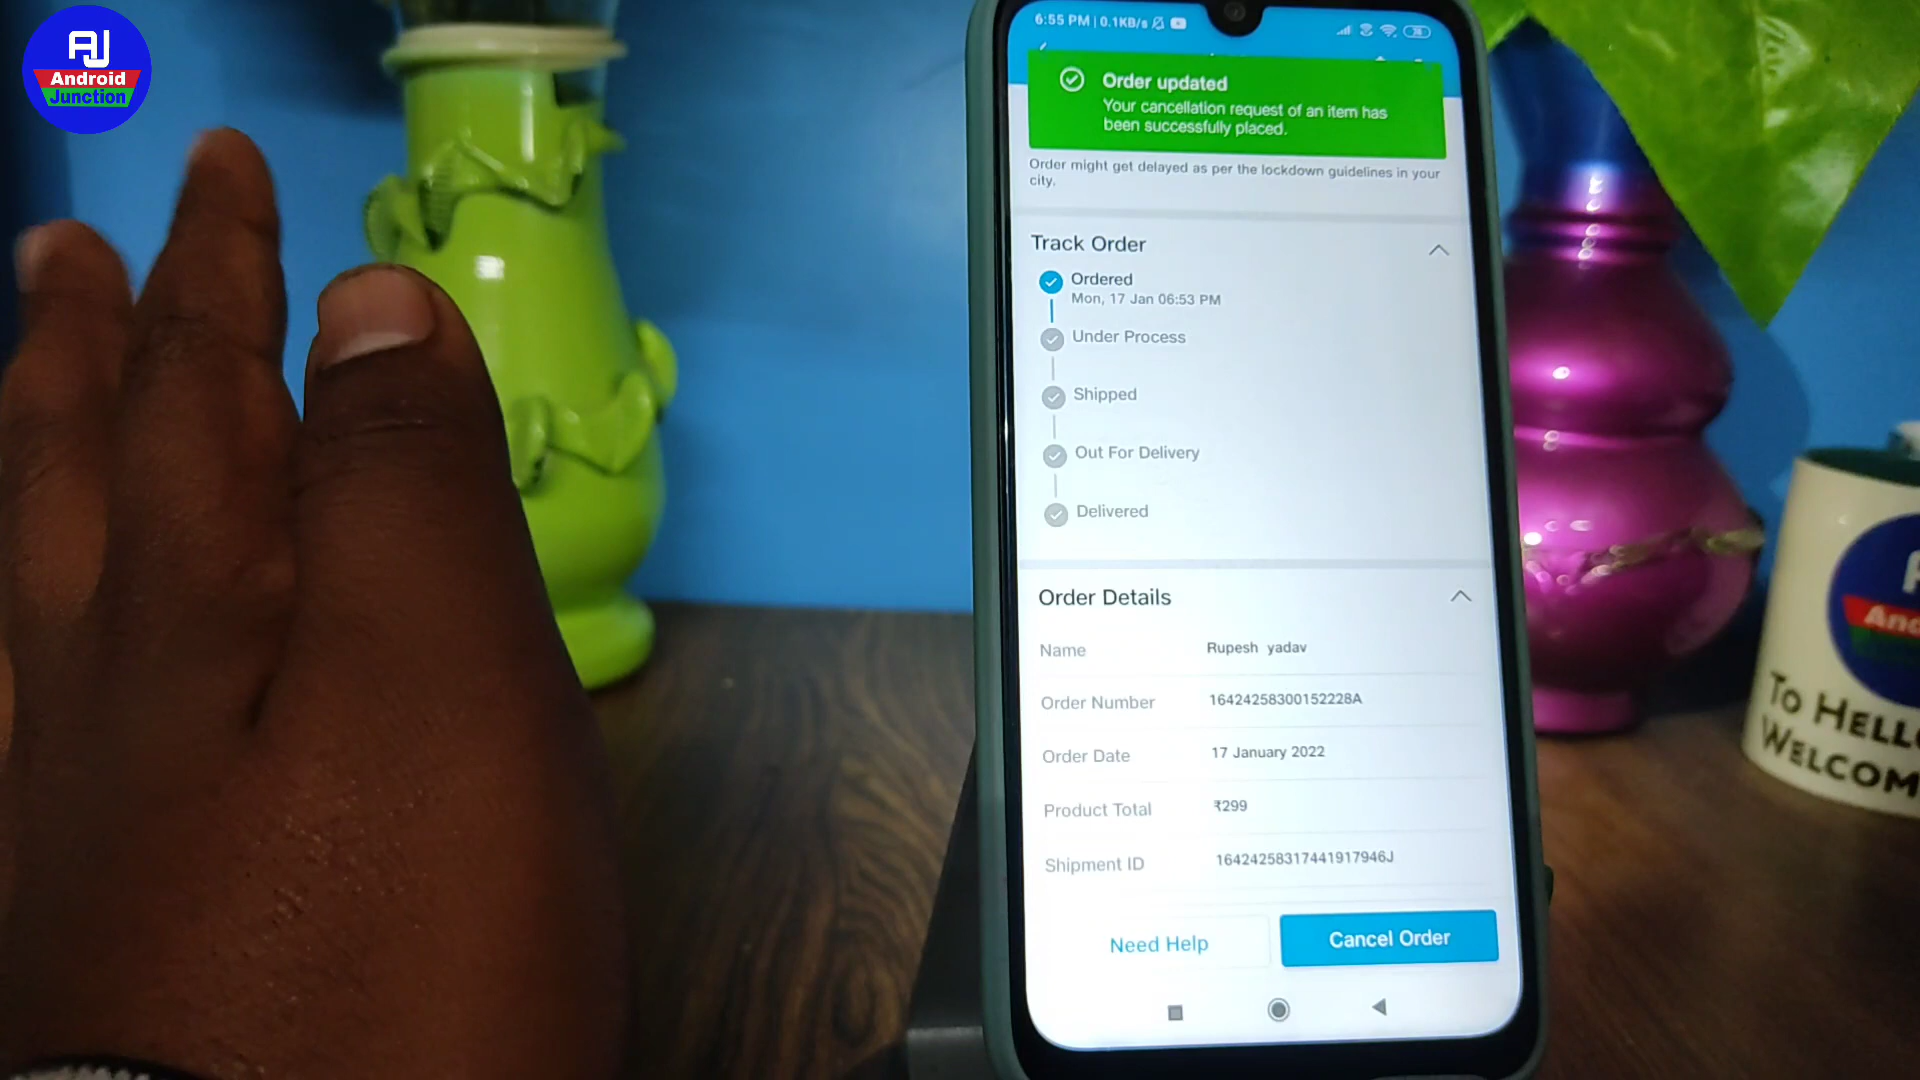 AJ
Android
Junction
6:55 PM | 0.1KB/s
Order updated
Your cancellation request of an item has
been successfully placed.
Order might get delayed as per the lockdown guidelines in your
city.
Track Order
Ordered
Mon, 17 Jan 06:53 PM
Under Process
Shipped
Out For Delivery
Delivered
Order Details
Name Rupesh yadav
Order Number 16424258300152228A
Order Date 17 January 2022
Product Total ₹299
Shipment ID 16424258317441917946J
Need Help Cancel Order
To HELL
WELCOM